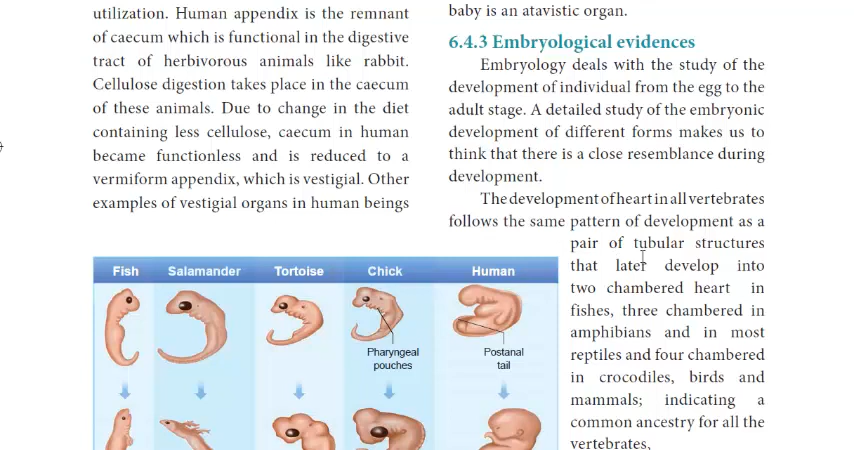 utilization. Human appendix is the remnant
of caecum which is functional in the digestive
tract of herbivorous animals like rabbit.
Cellulose digestion takes place in the caecum
of these animals. Due to change in the diet
containing less cellulose, caecum in human
became functionless and is reduced to a
vermiform appendix, which is vestigial. Other
examples of vestigial organs in human beings
baby is an atavistic organ.
6.4.3 Embryological evidences
Embryology deals with the study of the
development of individual from the egg to the
adult stage. A detailed study of the embryonic
development of different forms makes us to
think that there is a close resemblance during
development.
The development of heart in all vertebrates
follows the same pattern of development as a
pair of tubular structures
that later develop into
two chambered heart in
fishes, three chambered in
amphibians and in most
reptiles and four chambered
in crocodiles, birds and
mammals; indicating a
common ancestry for all the
vertebrates,
Fish Salamander Tortoise Chick Human
Pharyngeal
pouches
Postanal
tail